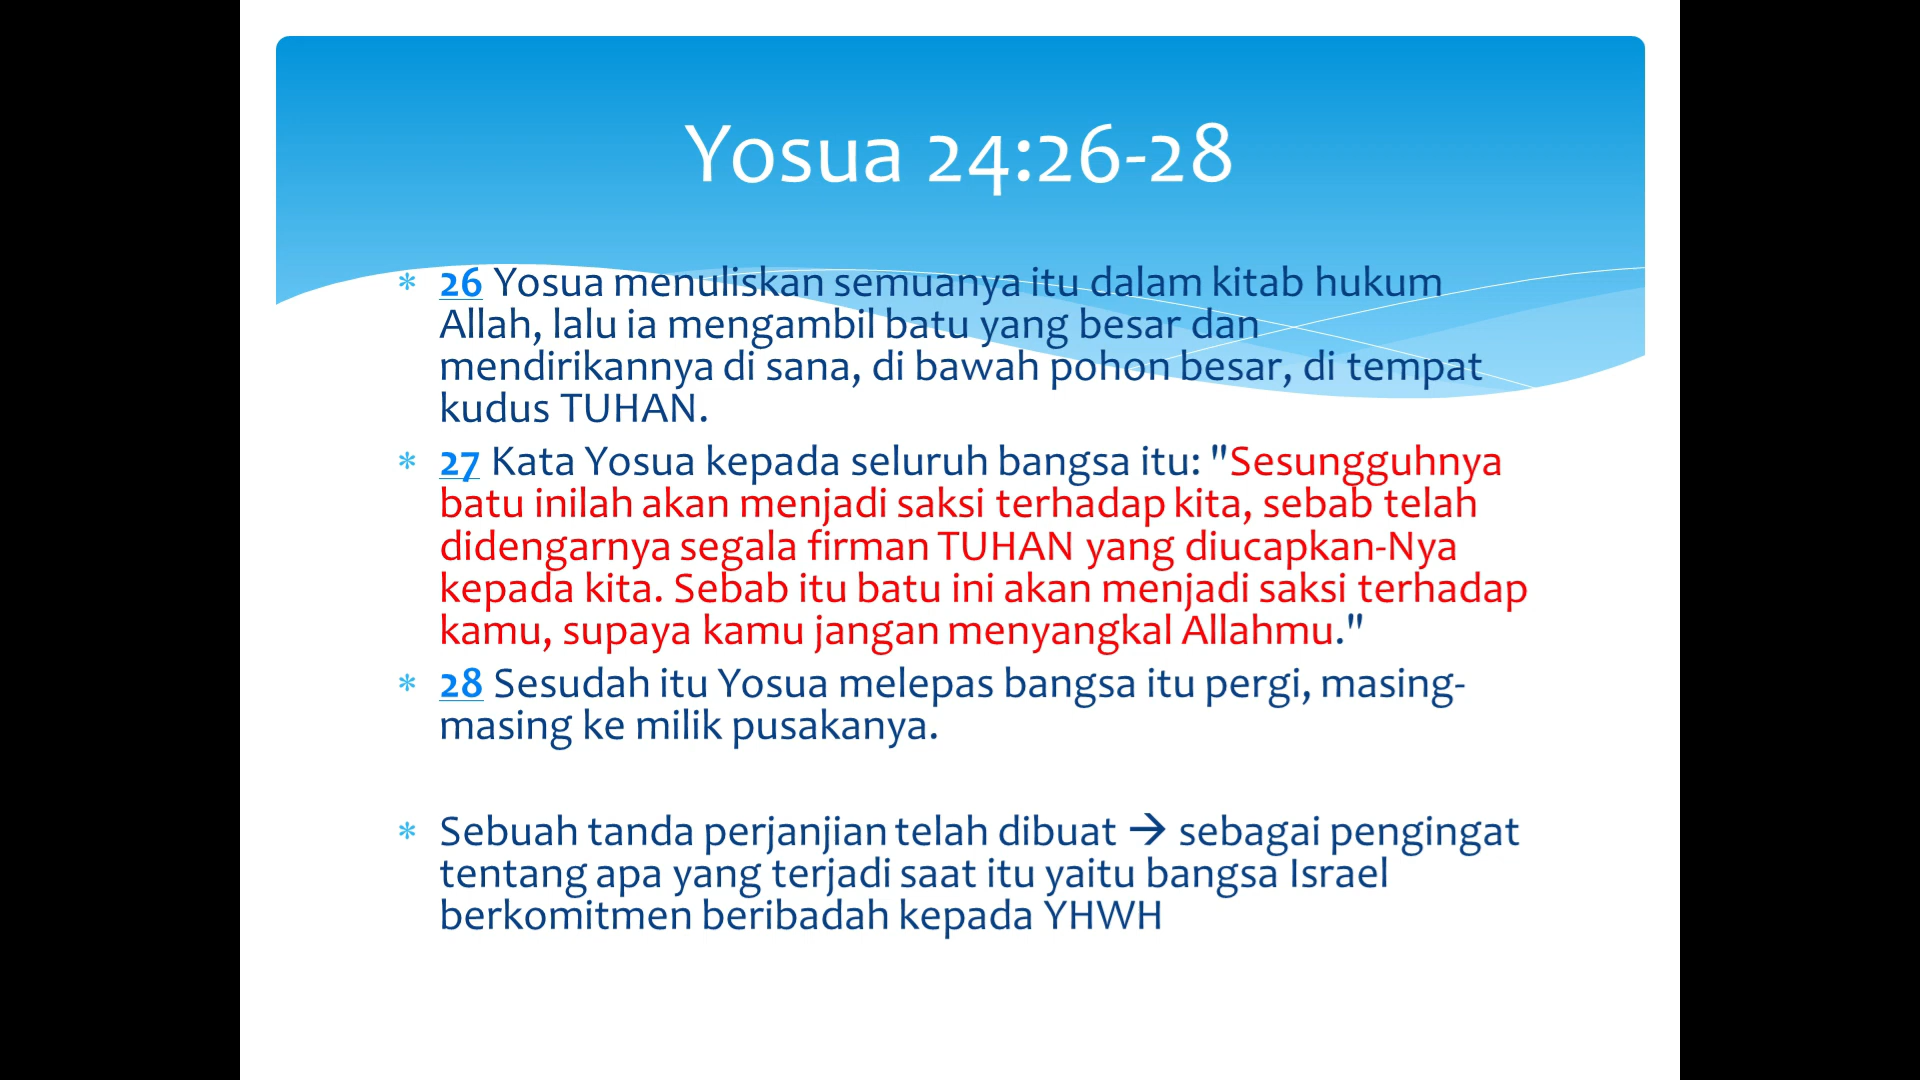 Yosua 24:26-28
* 26 Yosua menuliskan semuanya itu dalam kitab hukum
Allah, lalu ia mengambil batu yang besar dan
mendirikannya di sana, di bawah pohon besar, di tempat
kudus TUHAN.
* 27 Kata Yosua kepada seluruh bangsa itu: "Sesungguhnya
batu inilah akan menjadi saksi terhadap kita, sebab telah
didengarnya segala firman TUHAN yang diucapkan-Nya
kepada kita. Sebab itu batu ini akan menjadi saksi terhadap
kamu, supaya kamu jangan menyangkal Allahmu."
* 28 Sesudah itu Yosua melepas bangsa itu pergi, masing-
masing ke milik pusakanya.
* Sebuah tanda perjanjian telah dibuat → sebagai pengingat
tentang apa yang terjadi saat itu yaitu bangsa Israel
berkomitmen beribadah kepada YHWH